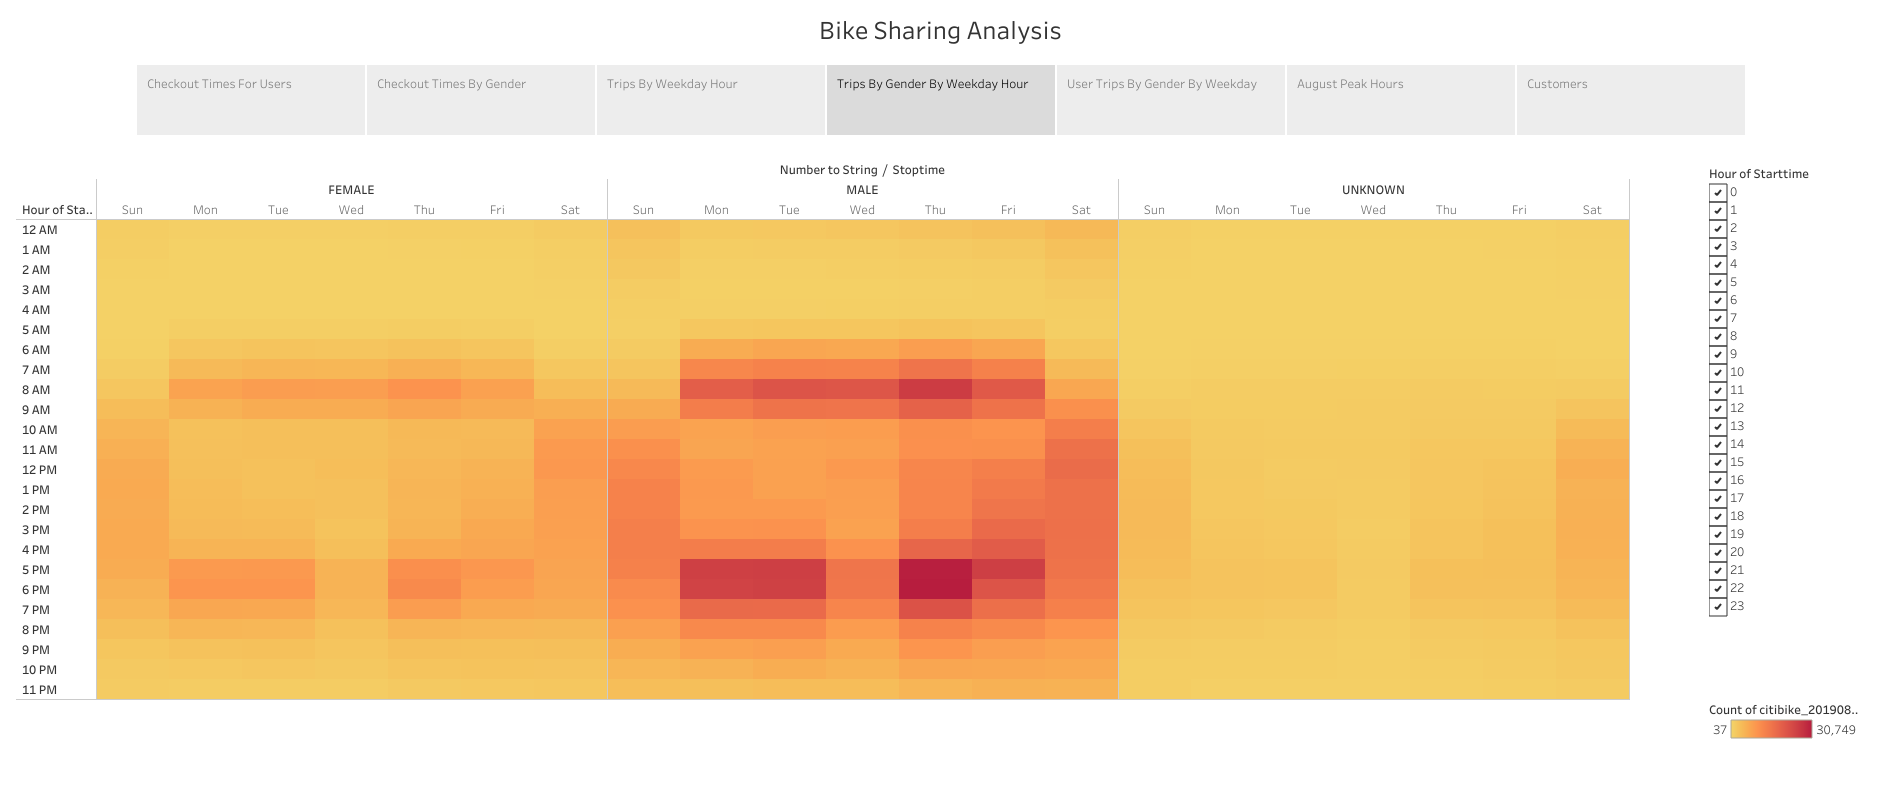 Bike Sharing Analysis
Checkout Times For Users Checkout Times By Gender Trips By Weekday Hour Trips By Gender By Weekday Hour User Trips By Gender By Weekday August Peak Hours Customers
Number to String / Stoptime
FEMALE MALE UNKNOWN
Hour of Sta.. Sun Mon Tue Wed Thu Fri Sat Sun Mon Tue Wed Thu Fri Sat Sun Mon Tue Wed Thu Fri Sat
12 AM
1 AM
2 AM
3 AM
4 AM
5 AM
6 AM
7 AM
8 AM
9 AM
10 AM
11 AM
12 PM
1 PM
2 PM
3 PM
4 PM
5 PM
6 PM
7 PM
8 PM
9 PM
10 PM
11 PM
Hour of Starttime
0
1
2
3
4
5
6
7
8
9
10
11
12
13
14
15
16
17
18
19
20
21
22
23
Count of citibike_201908..
37 30,749